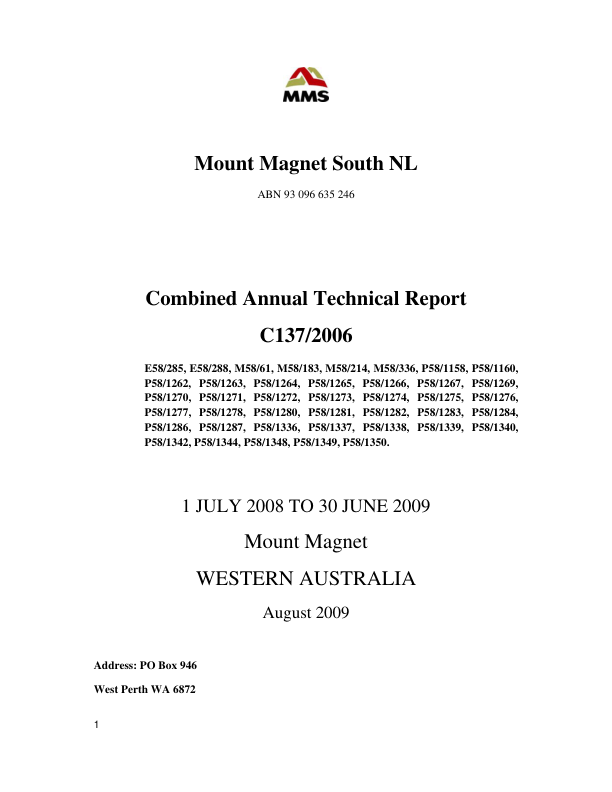 MMS
Mount Magnet South NL
ABN 93 096 635 246
Combined Annual Technical Report
C137/2006
E58/285, E58/288, M58/61, M58/183, M58/214, M58/336, P58/1158, P58/1160,
P58/1262, P58/1263, P58/1264, P58/1265, P58/1266, P58/1267, P58/1269,
P58/1270, P58/1271, P58/1272, P58/1273, P58/1274, P58/1275, P58/1276,
P58/1277, P58/1278, P58/1280, P58/1281, P58/1282, P58/1283, P58/1284,
P58/1286, P58/1287, P58/1336, P58/1337, P58/1338, P58/1339, P58/1340,
P58/1342, P58/1344, P58/1348, P58/1349, P58/1350.
1 JULY 2008 TO 30 JUNE 2009
Mount Magnet
WESTERN AUSTRALIA
August 2009
Address: PO Box 946
West Perth WA 6872
1